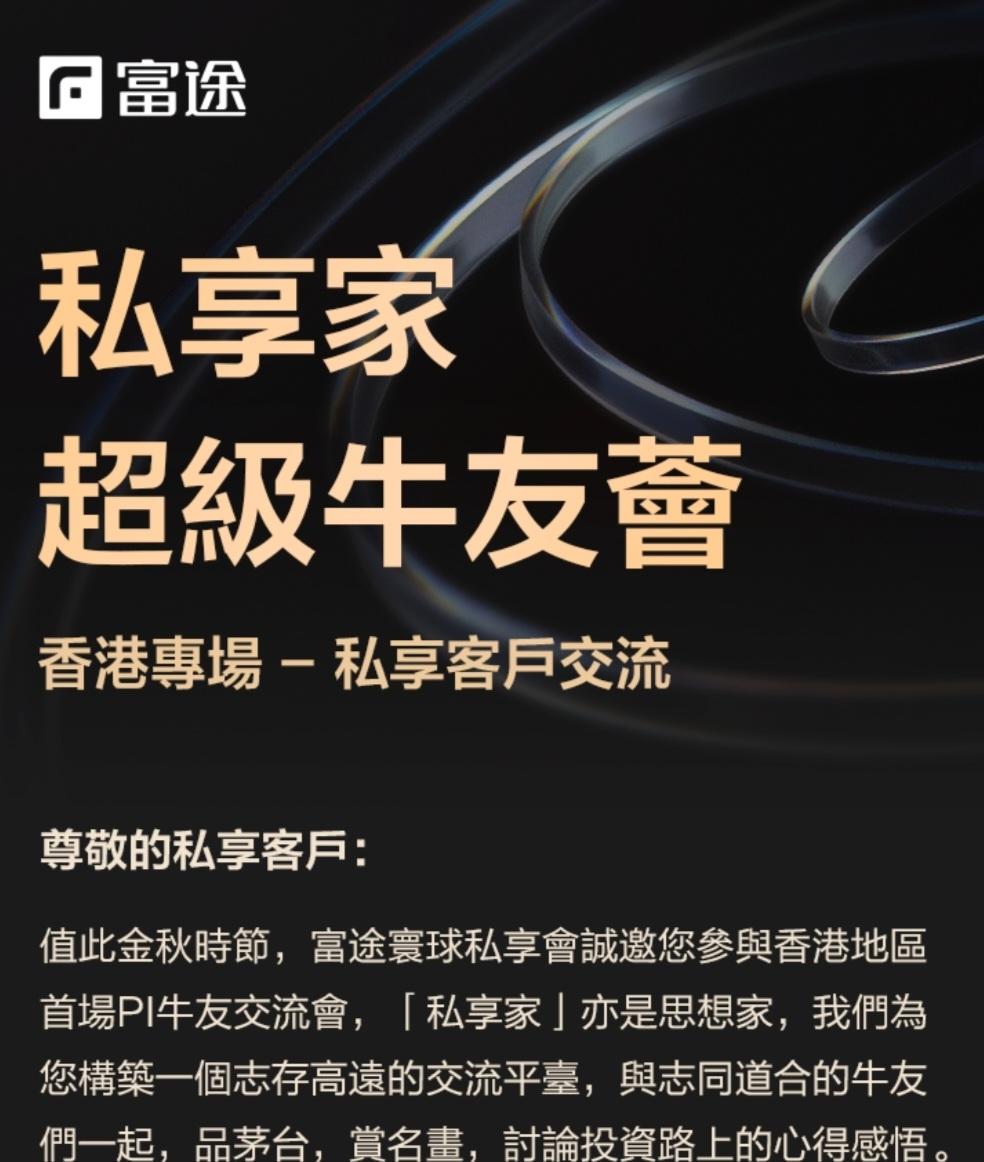 富途
私享家
超級牛友薈
香港專場 - 私享客戶交流
尊敬的私享客戶：
值此金秋時節，富途寰球私享會誠邀您參與香港地區
首場PI牛友交流會，「私享家」亦是思想家，我們為
您構築一個志存高遠的交流平臺，與志同道合的牛友
們一起，品茅台，賞名畫，討論投資路上的心得感悟。